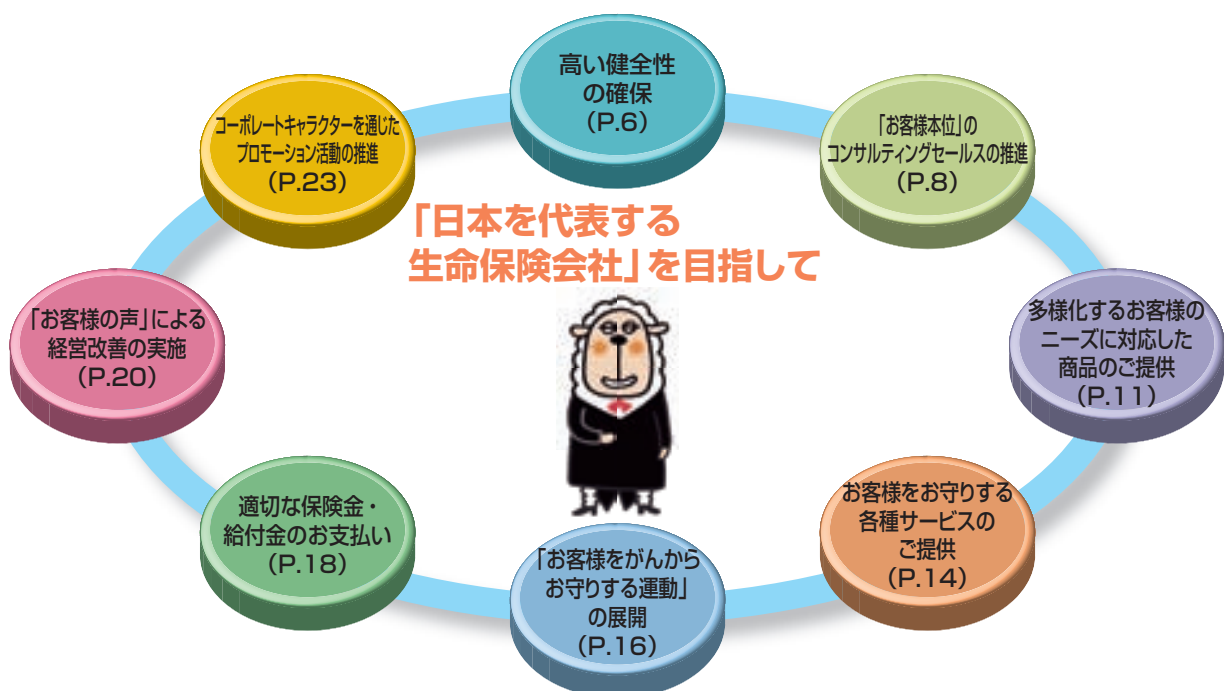 高い健全性
の確保
(P.6)
「お客様本位」の
コンサルティングセールスの推進
(P.8)
多様化するお客様の
ニーズに対応した
商品のご提供
(P.11)
お客様をお守りする
各種サービスの
ご提供
(P.14)
「お客様をがんから
お守りする運動」
の展開
(P.16)
適切な保険金・
給付金のお支払い
(P.18)
「お客様の声」による
経営改善の実施
(P.20)
コーポレートキャラクターを通じた
プロモーション活動の推進
(P.23)
「日本を代表する
生命保険会社」を目指して